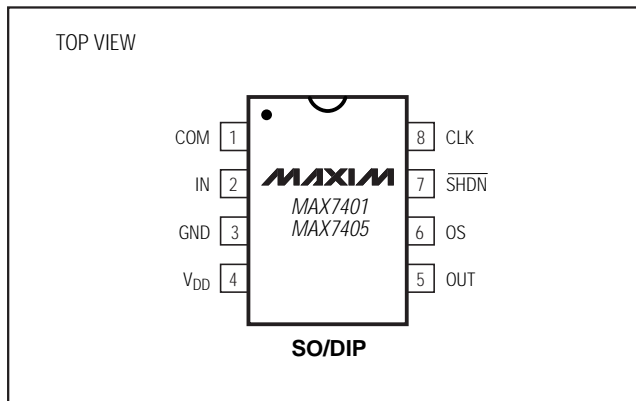 TOP VIEW
COM 1 8 CLK
IN 2 MAXIM 7 S̅H̅D̅N̅
MAX7401
GND 3 MAX7405 6 OS
VDD 4 5 OUT
SO/DIP